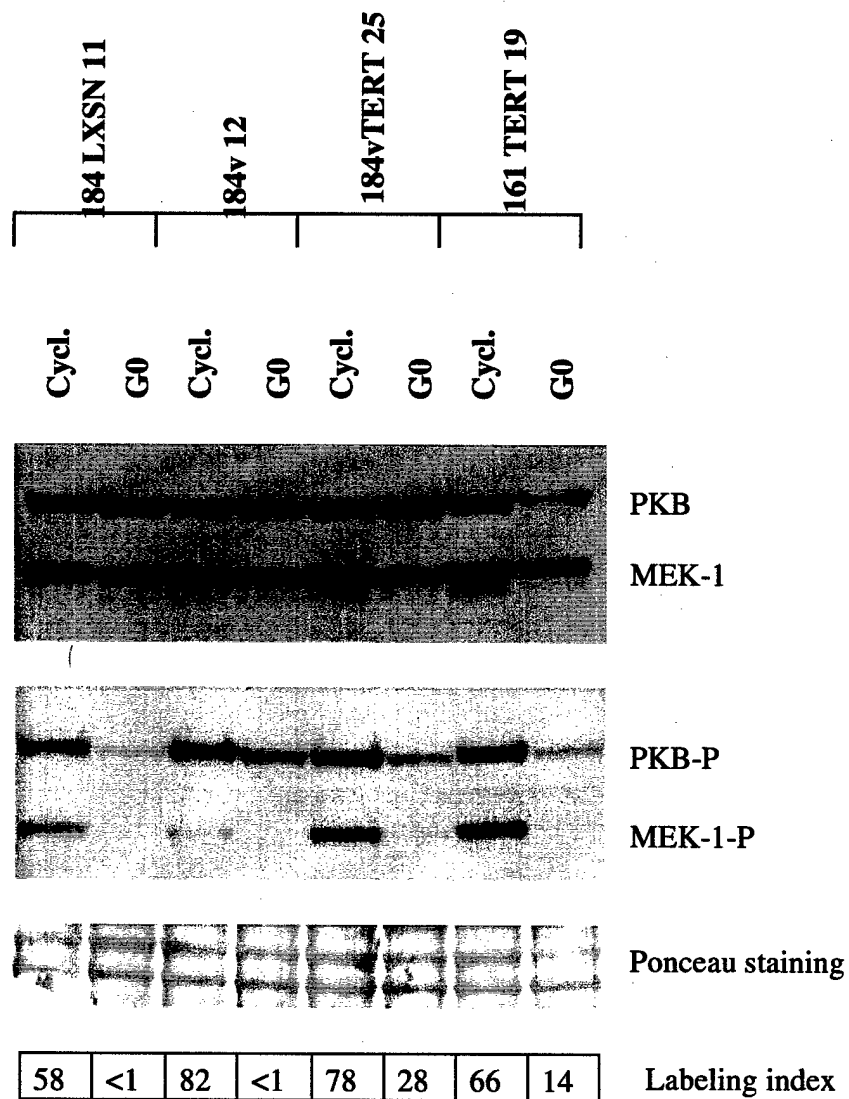 184 LXSN 11
184v 12
184vTERT 25
161 TERT 19
Cycl.
G0
Cycl.
G0
Cycl.
G0
Cycl.
G0
PKB
MEK-1
PKB-P
MEK-1-P
Ponceau staining
58 <1 82 <1 78 28 66 14 Labeling index